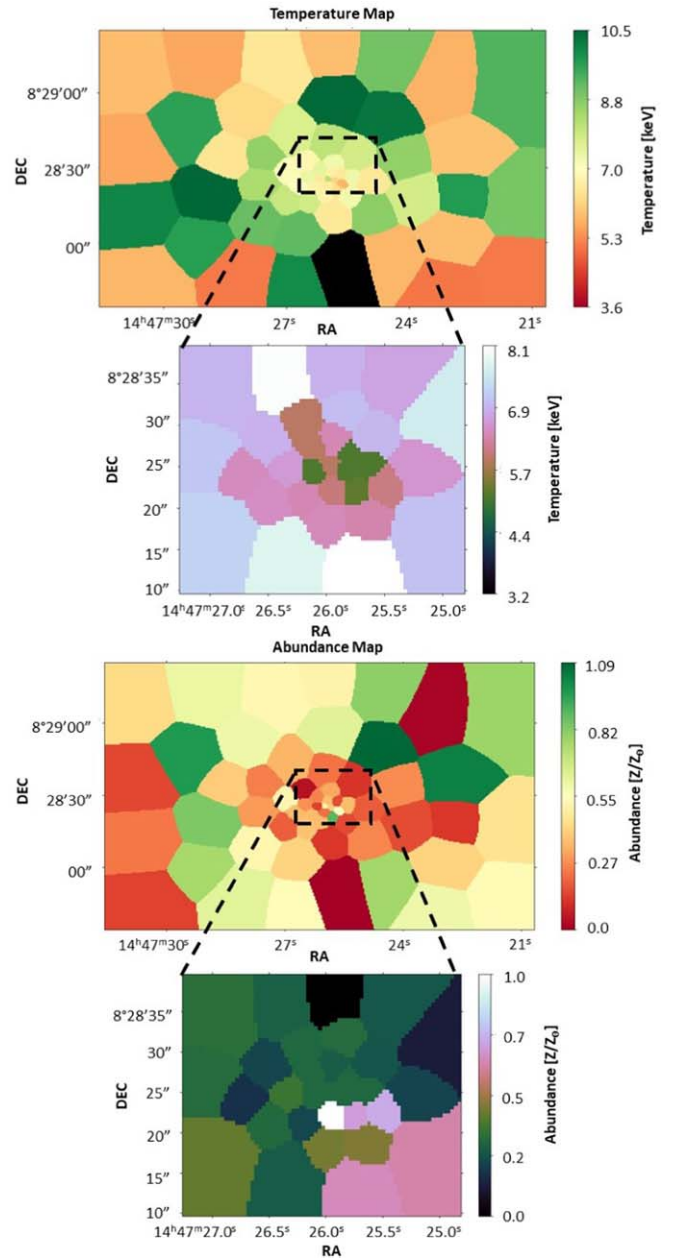 Temperature Map
10.5
8°29’00”
8.8
28’30”
7.0
DEC
Temperature [keV]
00”
5.3
3.6
14ʰ47ᵐ30ˢ
27ˢ
24ˢ
21ˢ
RA
8.1
8°28’35”
6.9
30”
DEC
25”
5.7
Temperature [keV]
20”
4.4
15”
10”
3.2
14ʰ47ᵐ27.0ˢ
26.5ˢ
26.0ˢ
25.5ˢ
25.0ˢ
RA
Abundance Map
1.09
8°29’00”
0.82
DEC
28’30”
0.55
Abundance [Z/Z₀]
0.27
00”
0.0
14ʰ47ᵐ30ˢ
27ˢ
24ˢ
21ˢ
RA
1.0
8°28’35”
0.7
30”
DEC
25”
0.5
Abundance [Z/Z₀]
20”
0.2
15”
10”
0.0
14ʰ47ᵐ27.0ˢ
26.5ˢ
26.0ˢ
25.5ˢ
25.0ˢ
RA